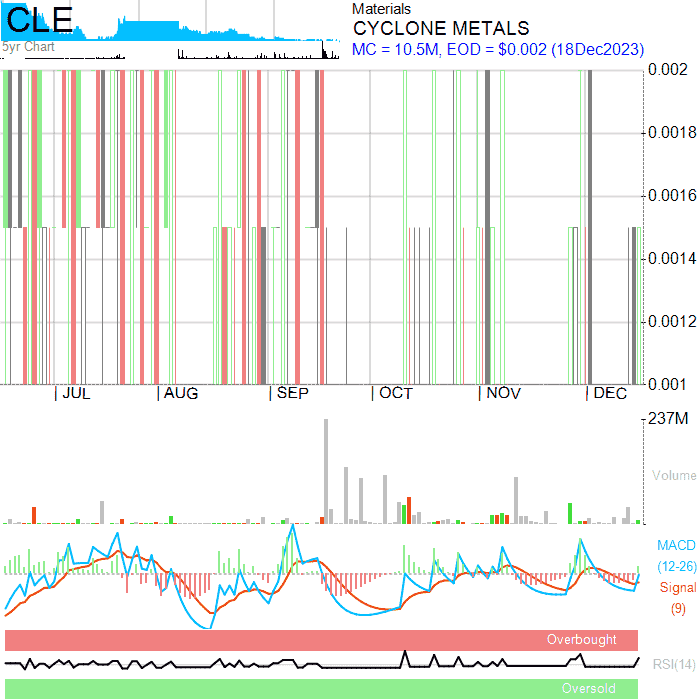 CLE
5yr Chart
Materials
CYCLONE METALS
MC = 10.5M, EOD = $0.002 (18Dec2023)
0.002
0.0018
0.0016
0.0014
0.0012
0.001
JUL AUG SEP OCT NOV DEC
237M
Volume
MACD
(12-26)
Signal
(9)
Overbought
RSI(14)
Oversold